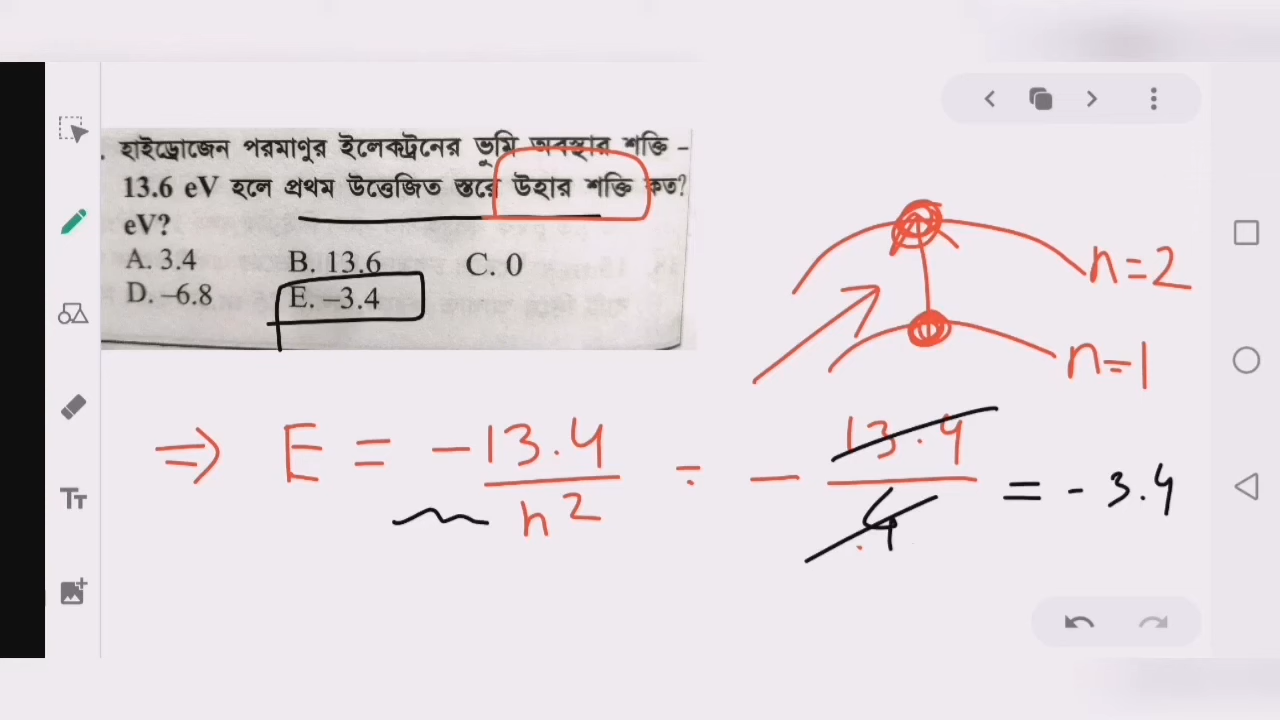 . হাইড্রোজেন পরমাণুর ইলেকট্রনের ভূমি অবস্থার শক্তি –
13.6 eV হলে প্রথম উত্তেজিত স্তরে উহার শক্তি কত?
eV?
A. 3.4 B. 13.6 C. 0
D. –6.8 E. –3.4
n=2
n=1
⇒ E = -13.4/n² = - 13.4/4 = - 3.4
Tт